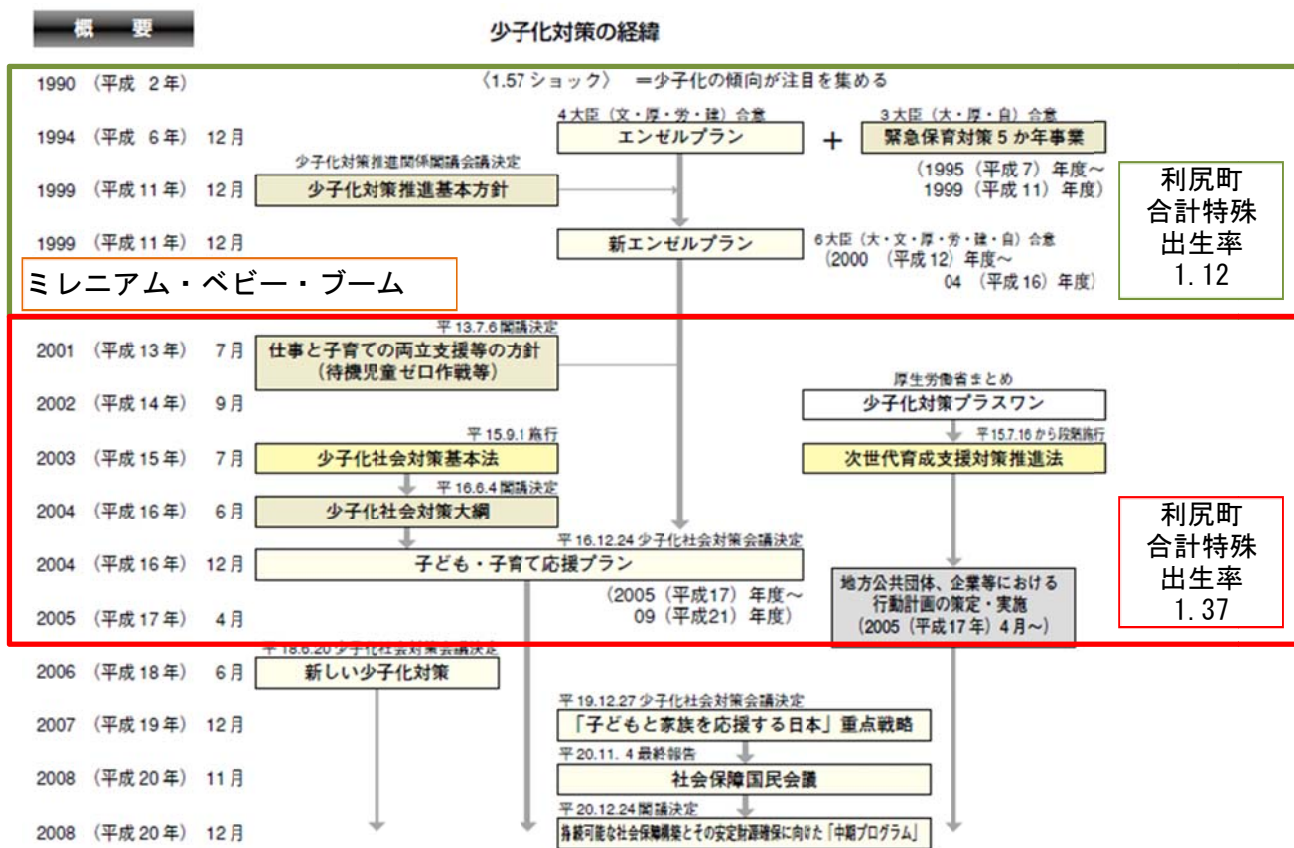 概 要
少子化対策の経緯
1990 (平成 2年)
〈1.57ショック〉 =少子化の傾向が注目を集める
4大臣(文・厚・労・建)合意
3大臣(大・厚・自)合意
1994 (平成 6年) 12月
エンゼルプラン
+
緊急保育対策5か年事業
(1995(平成7)年度~
1999(平成11)年度)
少子化対策推進関係閣議会議決定
1999 (平成11年) 12月
少子化対策推進基本方針
利尻町
合計特殊
出生率
1.12
1999 (平成11年) 12月
新エンゼルプラン
6大臣(大・文・厚・労・建・自)合意
(2000 (平成12)年度~
04 (平成16)年度)
ミレニアム・ベビー・ブーム
平13.7.6閣議決定
2001 (平成13年) 7月
仕事と子育ての両立支援等の方針
(待機児童ゼロ作戦等)
厚生労働省まとめ
2002 (平成14年) 9月
少子化対策プラスワン
平15.9.1施行
平15.7.16から段階施行
2003 (平成15年) 7月
少子化社会対策基本法
次世代育成支援対策推進法
平16.6.4閣議決定
2004 (平成16年) 6月
少子化社会対策大綱
利尻町
合計特殊
出生率
1.37
平16.12.24少子化社会対策会議決定
2004 (平成16年) 12月
子ども・子育て応援プラン
(2005(平成17)年度~
09(平成21)年度)
地方公共団体、企業等における
行動計画の策定・実施
(2005(平成17年)4月~)
2005 (平成17年) 4月
平18.6.20少子化社会対策会議決定
2006 (平成18年) 6月
新しい少子化対策
平19.12.27少子化社会対策会議決定
2007 (平成19年) 12月
「子どもと家族を応援する日本」重点戦略
平20.11. 4最終報告
2008 (平成20年) 11月
社会保障国民会議
平20.12.24閣議決定
2008 (平成20年) 12月
持続可能な社会保障構築とその安定財源確保に向けた「中期プログラム」